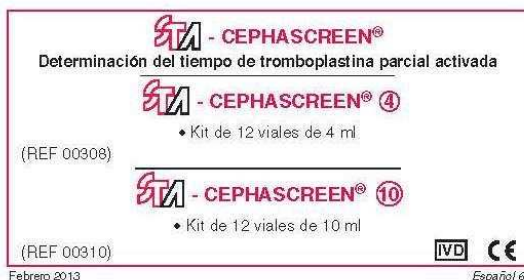 STA - CEPHASCREEN®
Determinación del tiempo de tromboplastina parcial activada
STA - CEPHASCREEN® ④
• Kit de 12 viales de 4 ml
(REF 00308)
STA - CEPHASCREEN® ⑩
• Kit de 12 viales de 10 ml
(REF 00310)
IVD CE
Febrero 2013
Español 6